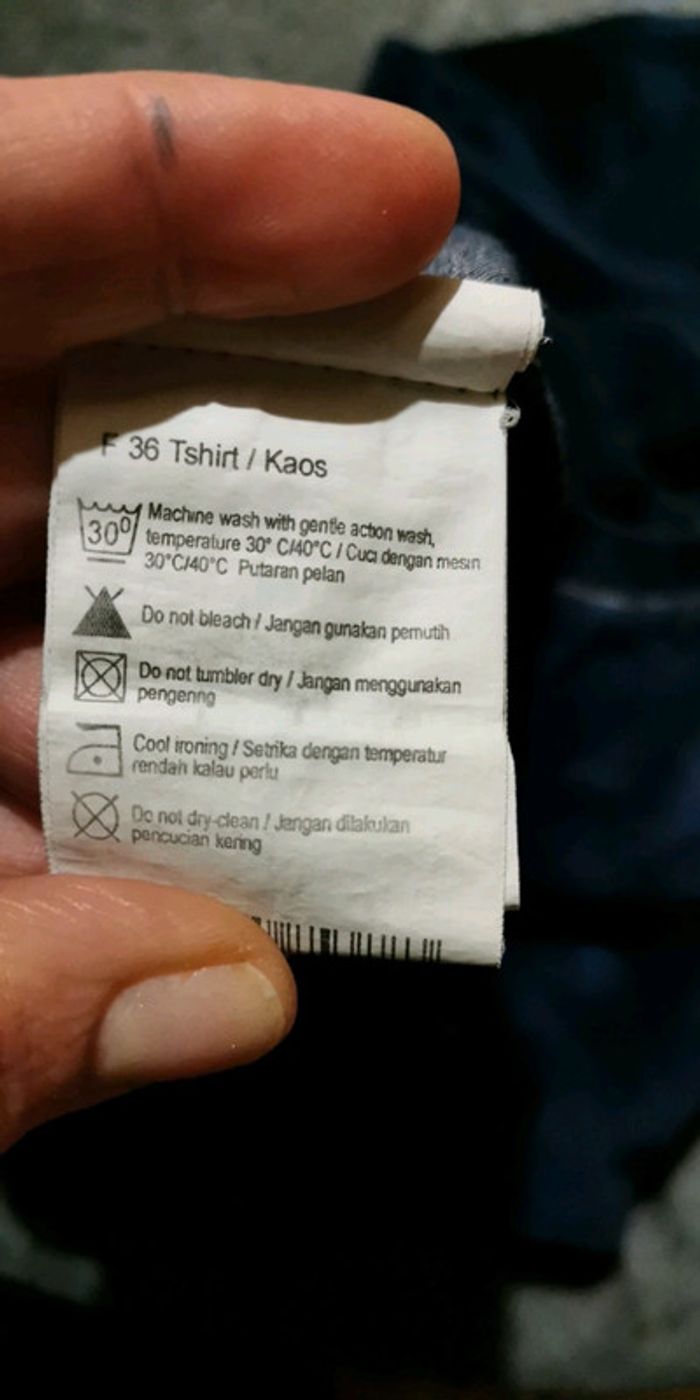 F 36 Tshirt / Kaos
30⁰
Machine wash with gentle action wash,
temperature 30° C/40°C / Cuci dengan mesin
30°C/40°C Putaran pelan
Do not bleach / Jangan gunakan pemutih
Do not tumbler dry / Jangan menggunakan
pengering
Cool ironing / Setrika dengan temperatur
rendah kalau perlu
Do not dry-clean / Jangan dilakukan
pencucian kering